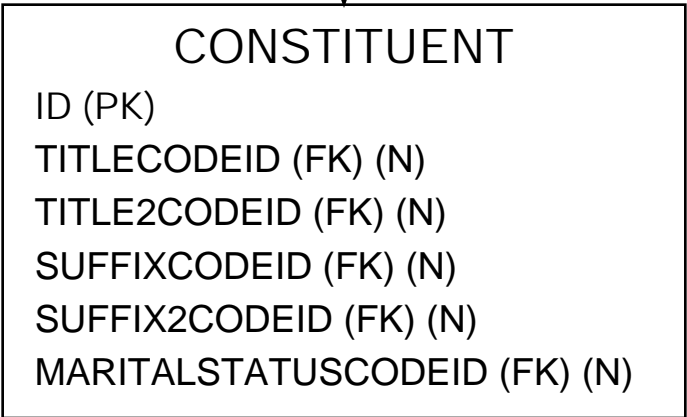 CONSTITUENT
ID (PK)
TITLECODEID (FK) (N)
TITLE2CODEID (FK) (N)
SUFFIXCODEID (FK) (N)
SUFFIX2CODEID (FK) (N)
MARITALSTATUSCODEID (FK) (N)